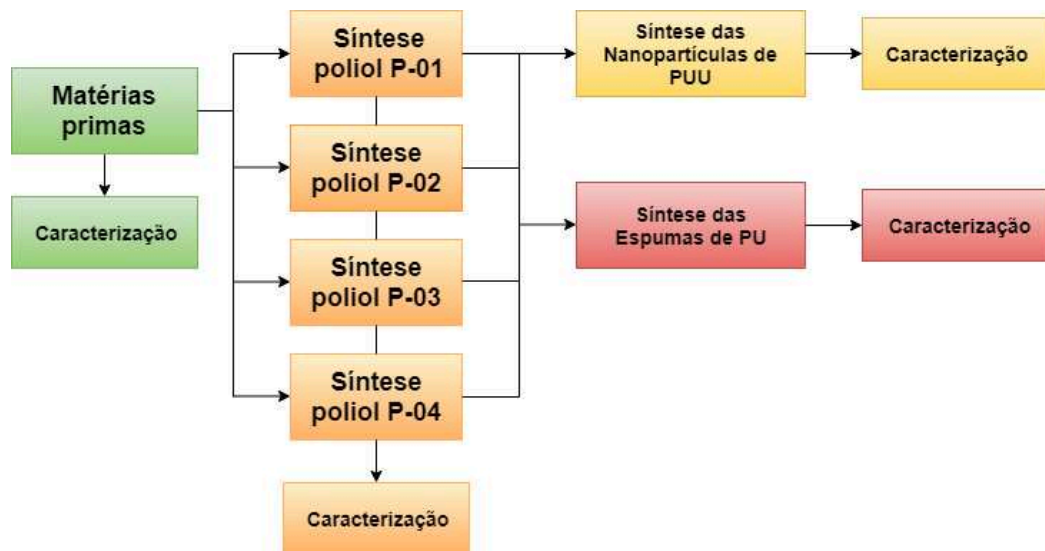 Matérias
primas
Caracterização
Síntese
poliol P-01
Síntese
poliol P-02
Síntese
poliol P-03
Síntese
poliol P-04
Caracterização
Síntese das
Nanopartículas de
PUU
Caracterização
Síntese das
Espumas de PU
Caracterização